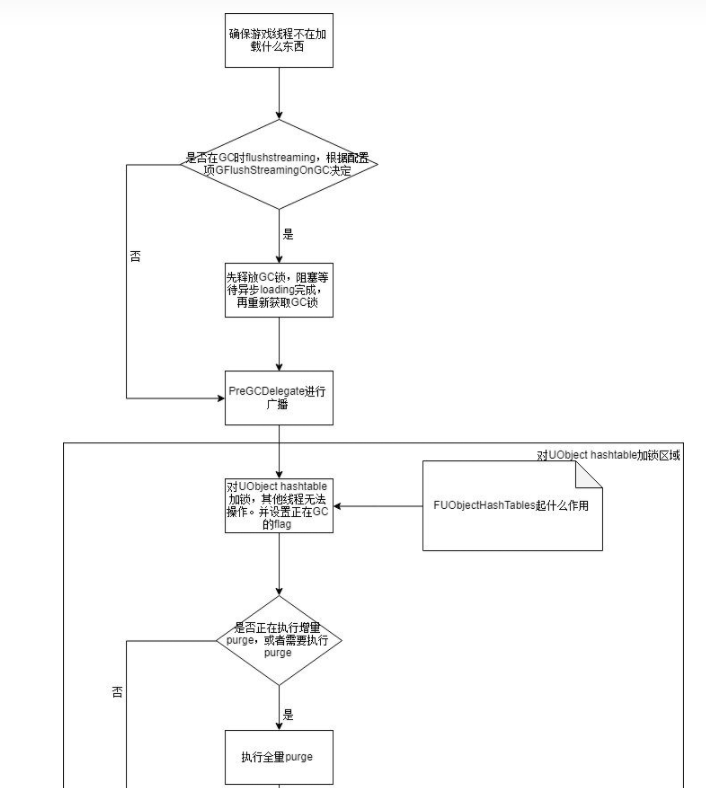 确保游戏线程不在加
载什么东西
是否在GC时flushstreaming，根据配置
项GFlushStreamingOnGC决定
是
否
先释放GC锁，阻塞等
待异步loading完成，
再重新获取GC锁
PreGCDelegate进行
广播
对UObject hashtable加锁区域
对UObject hashtable
加锁，其他线程无法
操作。并设置正在GC
的flag
FUObjectHashTables起什么作用
是否正在执行增量
purge，或者需要执行
purge
否
是
执行全量purge